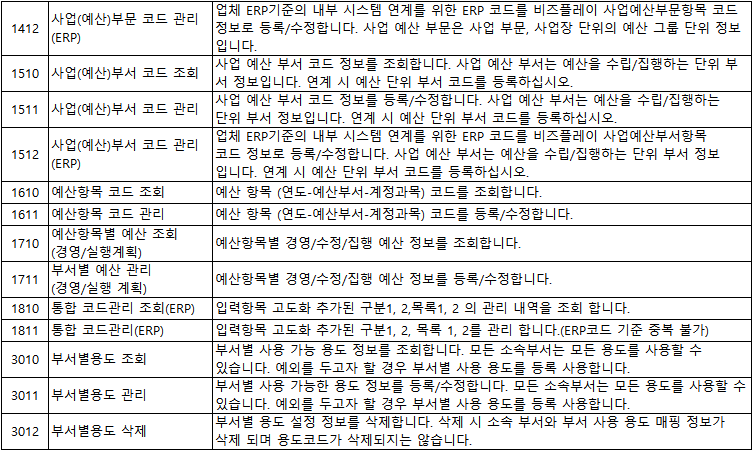 1412
사업(예산)부문 코드 관리
(ERP)
업체 ERP기준의 내부 시스템 연계를 위한 ERP 코드를 비즈플레이 사업예산부문항목 코드
정보로 등록/수정합니다. 사업 예산 부문은 사업 부문, 사업장 단위의 예산 그룹 단위 정보
입니다.
1510
사업(예산)부서 코드 조회
사업 예산 부서 코드 정보를 조회합니다. 사업 예산 부서는 예산을 수립/집행하는 단위 부
서 정보입니다. 연계 시 예산 단위 부서 코드를 등록하십시오.
1511
사업(예산)부서 코드 관리
사업 예산 부서 코드 정보를 등록/수정합니다. 사업 예산 부서는 예산을 수립/집행하는
단위 부서 정보입니다. 연계 시 예산 단위 부서 코드를 등록하십시오.
1512
사업(예산)부서 코드 관리
(ERP)
업체 ERP기준의 내부 시스템 연계를 위한 ERP 코드를 비즈플레이 사업예산부서항목
코드 정보로 등록/수정합니다. 사업 예산 부서는 예산을 수립/집행하는 단위 부서 정보
입니다. 연계 시 예산 단위 부서 코드를 등록하십시오.
1610
예산항목 코드 조회
예산 항목 (연도-예산부서-계정과목) 코드를 조회합니다.
1611
예산항목 코드 관리
예산 항목 (연도-예산부서-계정과목) 코드를 등록/수정합니다.
1710
예산항목별 예산 조회
(경영/실행계획)
예산항목별 경영/수정/집행 예산 정보를 조회합니다.
1711
부서별 예산 관리
(경영/실행 계획)
예산항목별 경영/수정/집행 예산 정보를 등록/수정합니다.
1810
통합 코드관리 조회(ERP)
입력항목 고도화 추가된 구분1, 2,목록1, 2 의 관리 내역을 조회 합니다.
1811
통합 코드관리(ERP)
입력항목 고도화 추가된 구분1, 2, 목록 1, 2를 관리 합니다.(ERP코드 기준 중복 불가)
3010
부서별용도 조회
부서별 사용 가능 용도 정보를 조회합니다. 모든 소속부서는 모든 용도를 사용할 수
있습니다. 예외를 두고자 할 경우 부서별 사용 용도를 등록 사용합니다.
3011
부서별용도 관리
부서별 사용 가능한 용도 정보를 등록/수정합니다. 모든 소속부서는 모든 용도를 사용할 수
있습니다. 예외를 두고자 할 경우 부서별 사용 용도를 등록 사용합니다.
3012
부서별용도 삭제
부서별 용도 설정 정보를 삭제합니다. 삭제 시 소속 부서와 부서 사용 용도 매핑 정보가
삭제 되며 용도코드가 삭제되지는 않습니다.